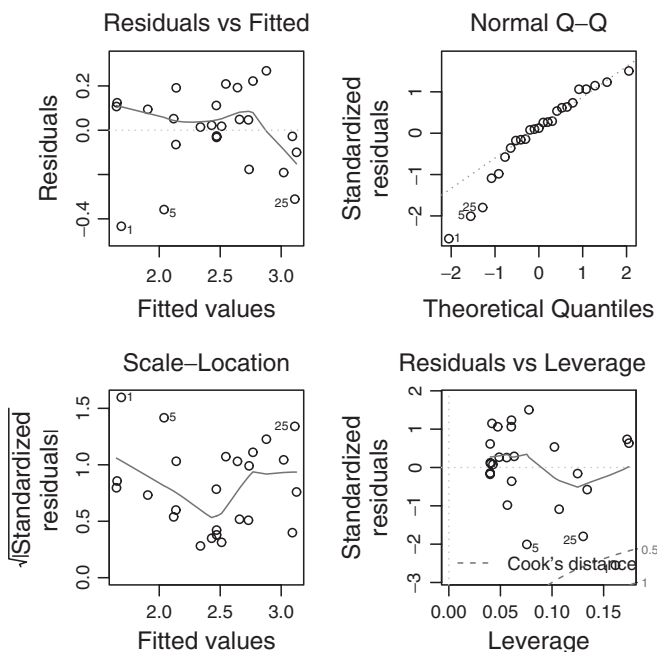 Residuals vs Fitted
Residuals
0.2
0.0
−0.4
1
5
25
2.0 2.5 3.0
Fitted values
Normal Q−Q
Standardized
residuals
1
0
−1
−2
25
5
1
−2 −1 0 1 2
Theoretical Quantiles
Scale−Location
√|Standardized
residuals|
1.5
1.0
0.5
0.0
1
5
25
2.0 2.5 3.0
Fitted values
Residuals vs Leverage
Standardized
residuals
2
1
0
−1
−2
−3
5
25
Cook's distance
0.5
1
0.00 0.05 0.10 0.15
Leverage